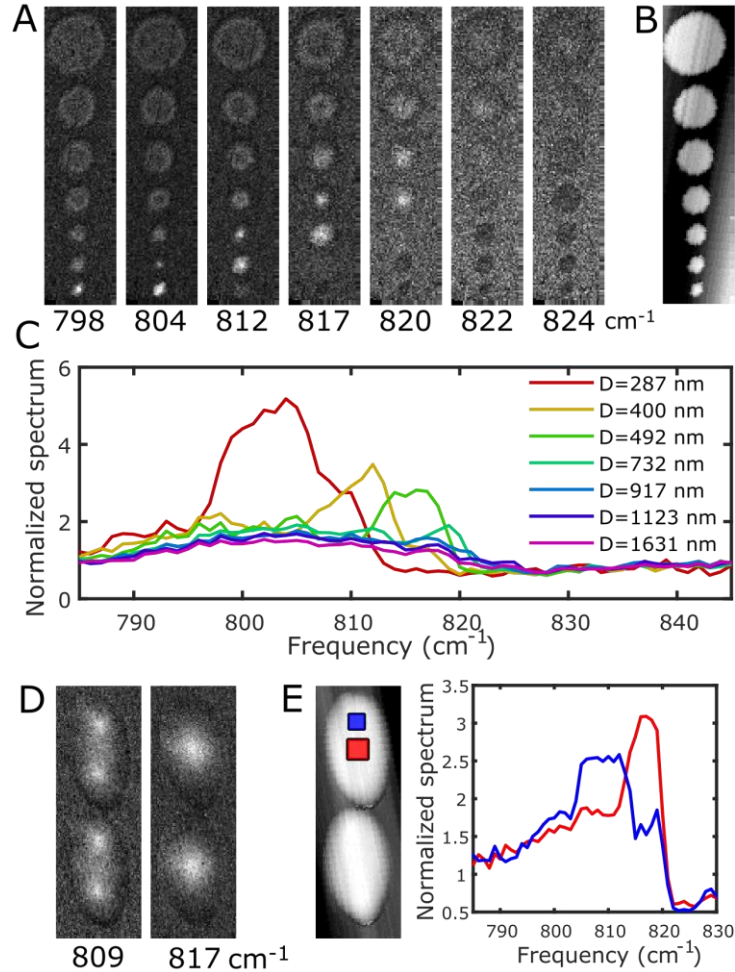 A
B
798 804 812 817 820 822 824 cm⁻¹
C
6
4
2
0
Normalized spectrum
D=287 nm
D=400 nm
D=492 nm
D=732 nm
D=917 nm
D=1123 nm
D=1631 nm
790 800 810 820 830 840
Frequency (cm⁻¹)
D
809 817 cm⁻¹
E
3.5
3
2.5
2
1.5
1
0.5
Normalized spectrum
790 800 810 820 830
Frequency (cm⁻¹)